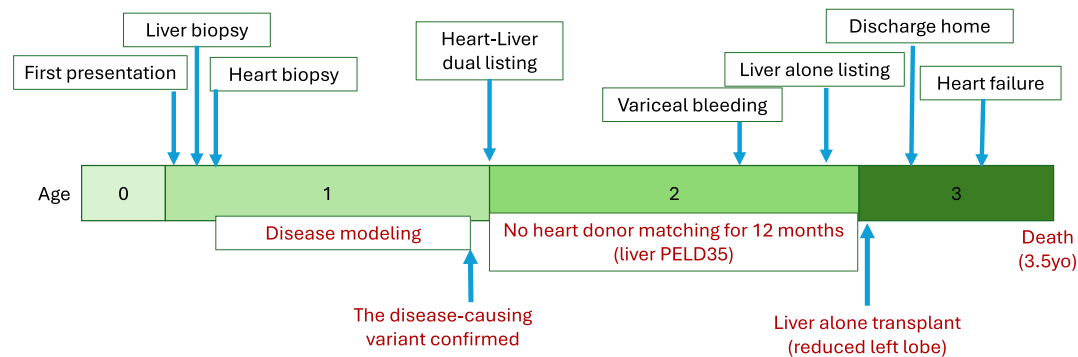 Liver biopsy
First presentation
Heart biopsy
Heart-Liver
dual listing
Discharge home
Liver alone listing
Variceal bleeding
Heart failure
Age
0
1
2
3
Disease modeling
No heart donor matching for 12 months
(liver PELD35)
Death
(3.5yo)
The disease-causing
variant confirmed
Liver alone transplant
(reduced left lobe)